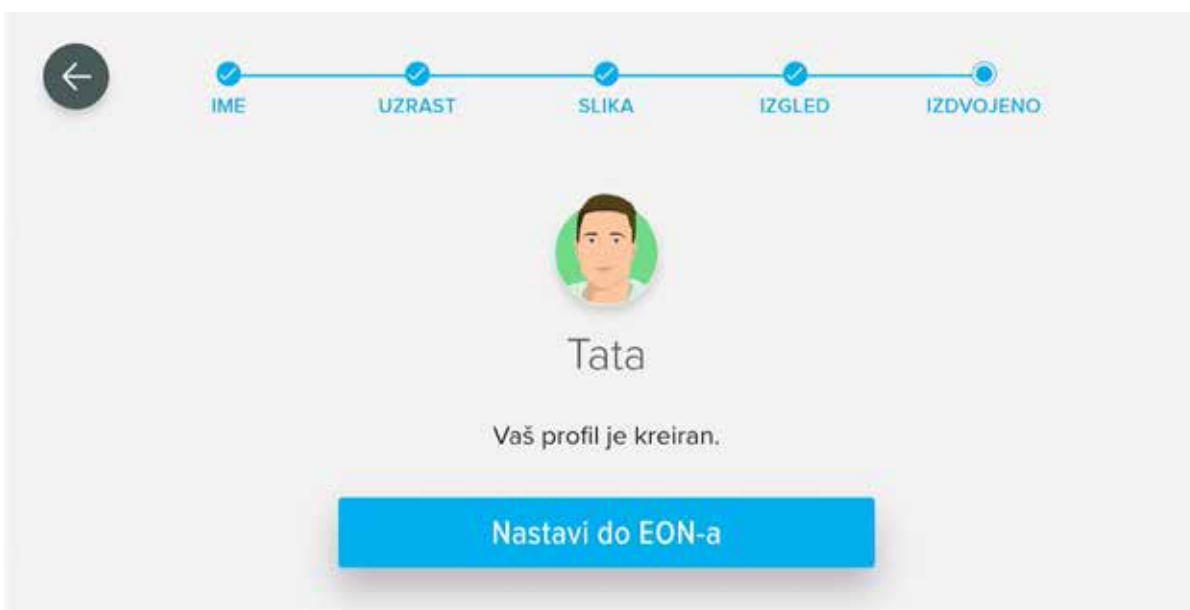 IME UZRAST SLIKA IZGLED IZDVOJENO
Tata
Vaš profil je kreiran.
Nastavi do EON-a